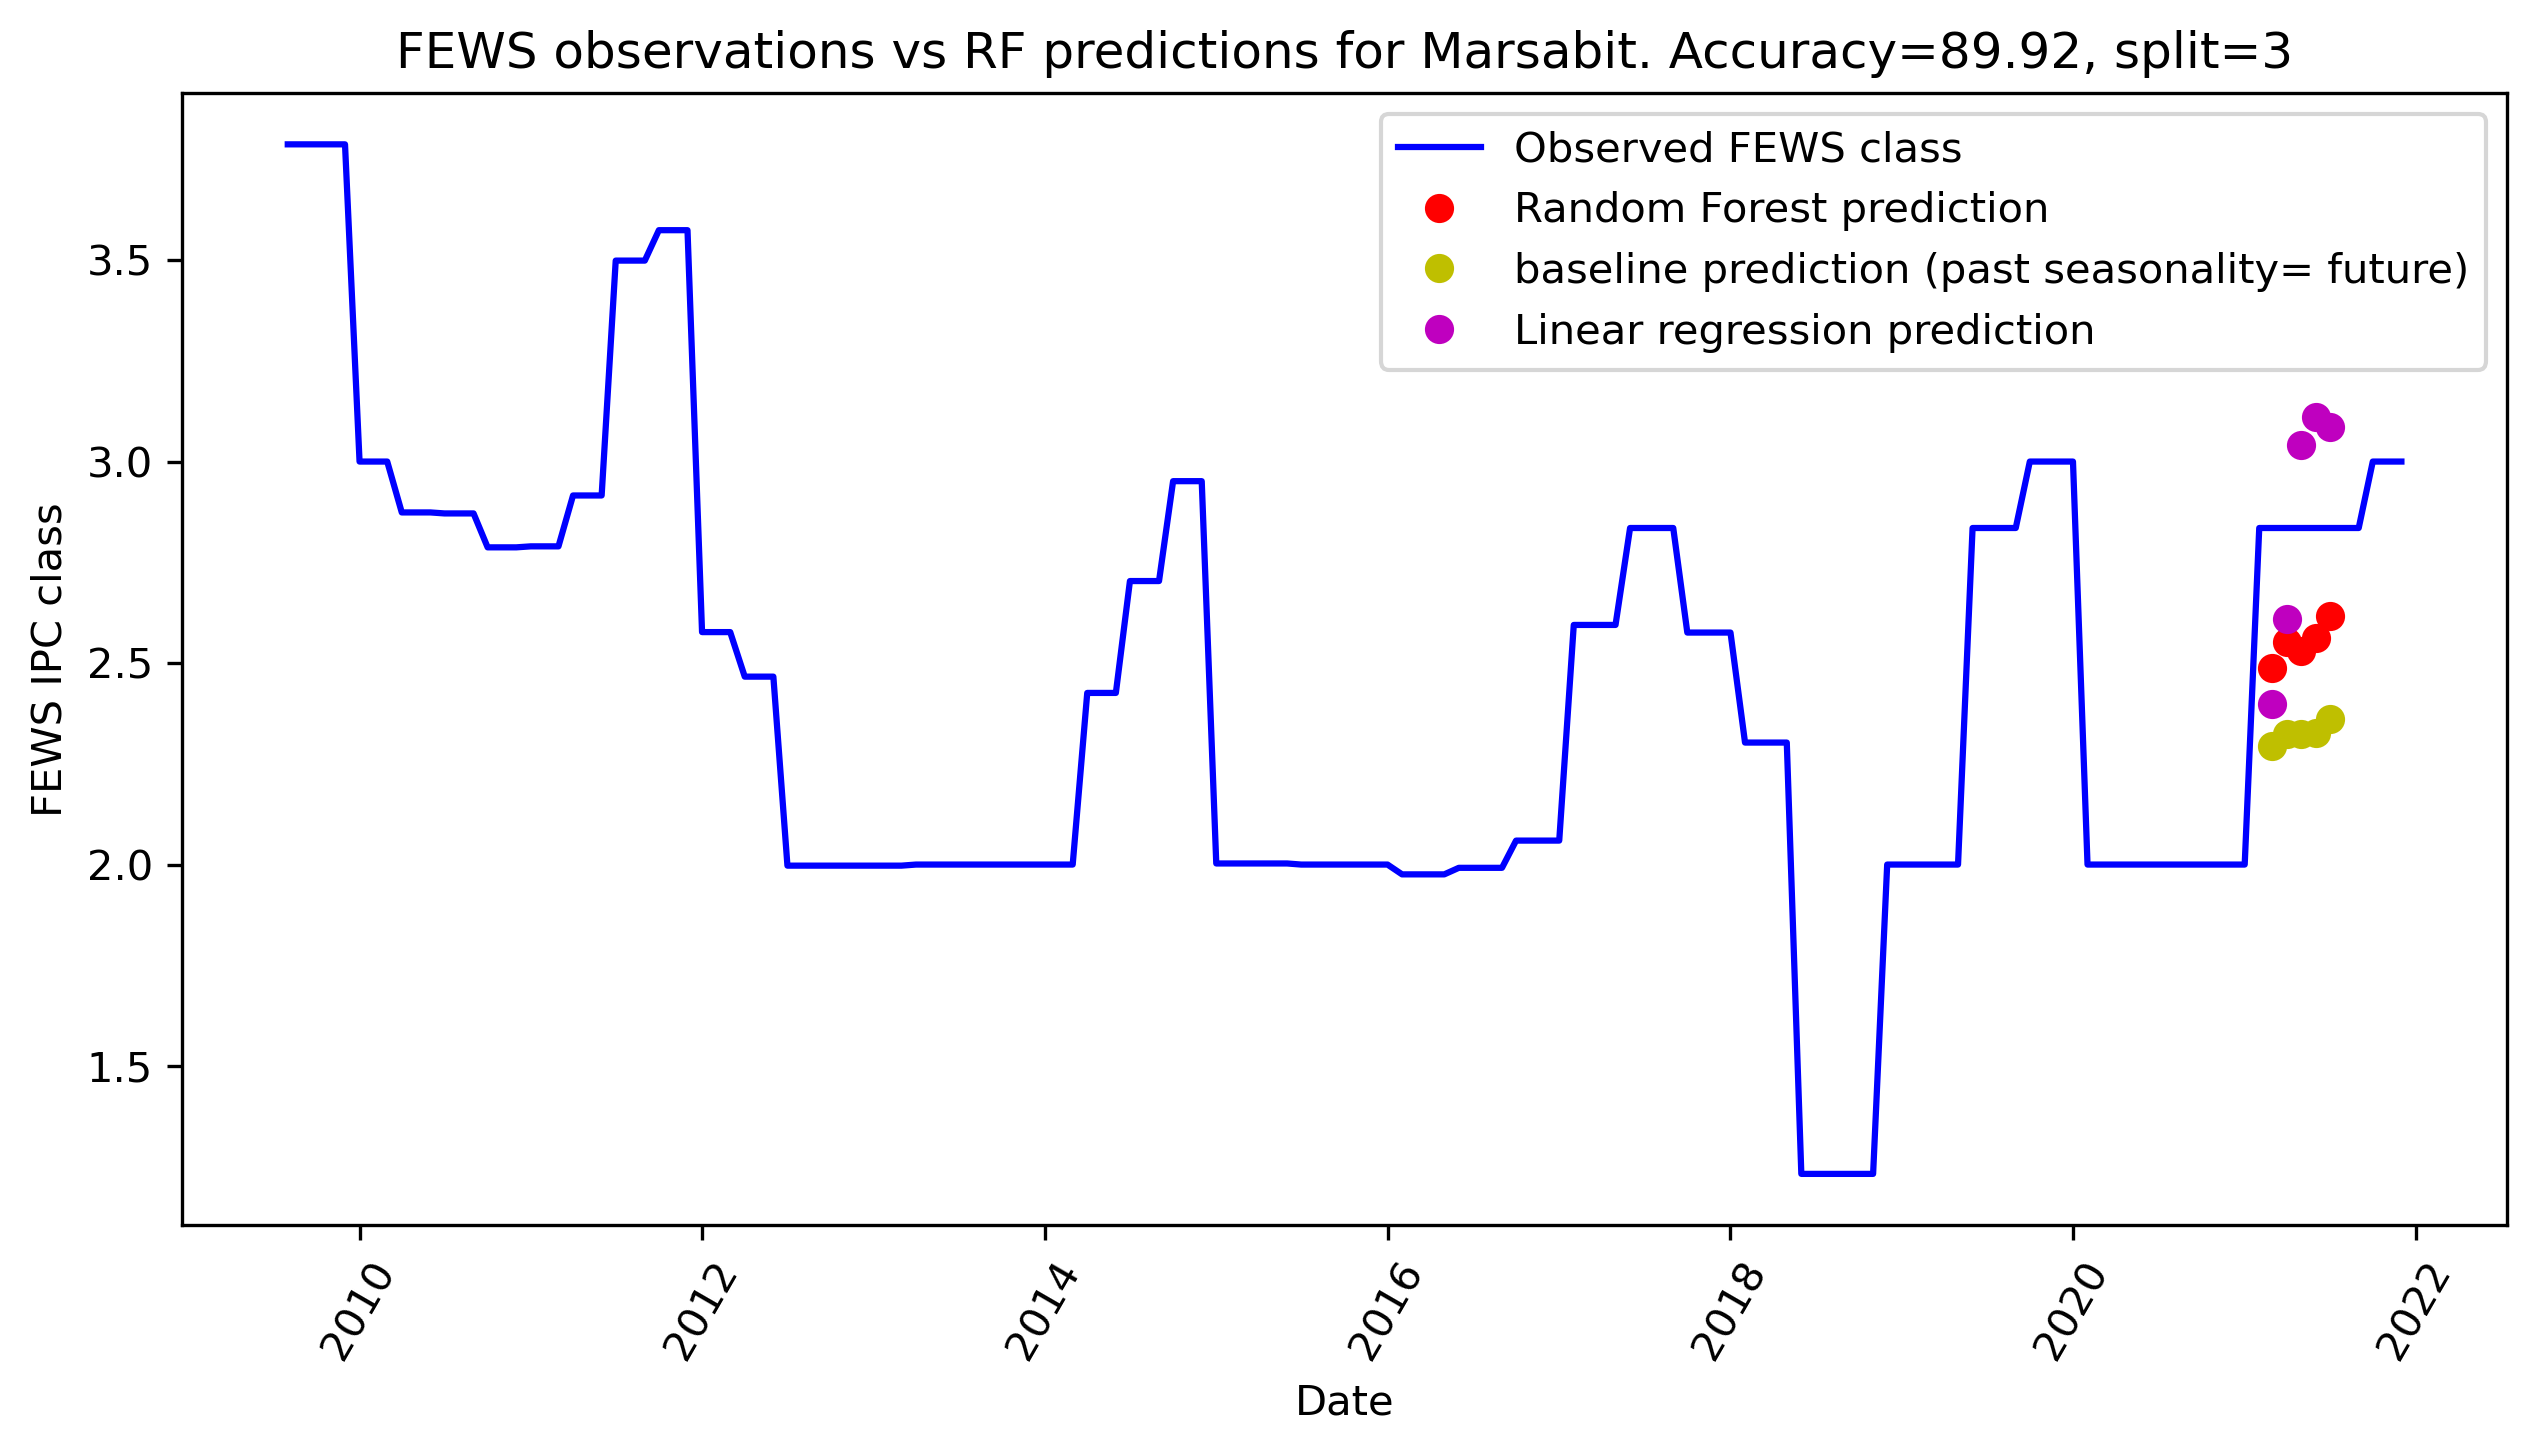 FEWS observations vs RF predictions for Marsabit. Accuracy=89.92, split=3
Observed FEWS class
Random Forest prediction
baseline prediction (past seasonality= future)
Linear regression prediction
FEWS IPC class
3.5
3.0
2.5
2.0
1.5
2010
2012
2014
2016
2018
2020
2022
Date